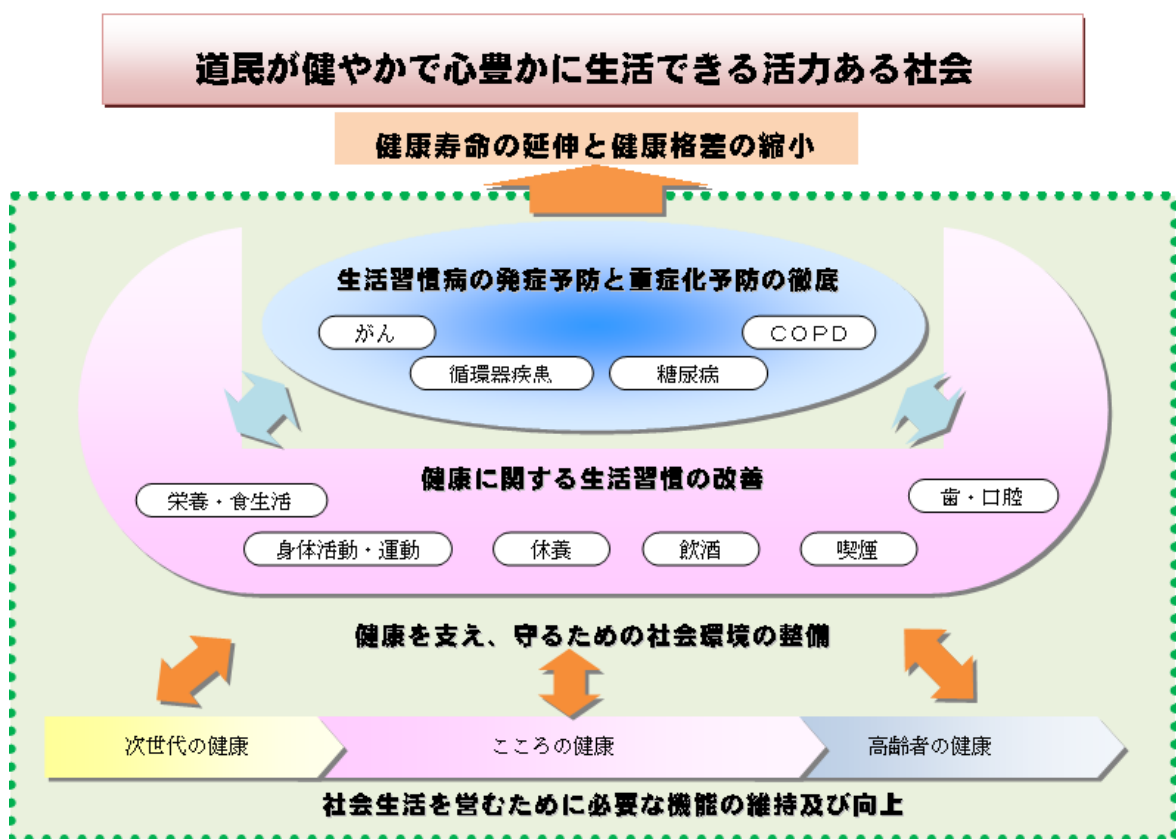 道民が健やかで心豊かに生活できる活力ある社会
健康寿命の延伸と健康格差の縮小
生活習慣病の発症予防と重症化予防の徹底
がん
COPD
循環器疾患
糖尿病
健康に関する生活習慣の改善
栄養・食生活
歯・口腔
身体活動・運動
休養
飲酒
喫煙
健康を支え、守るための社会環境の整備
次世代の健康
こころの健康
高齢者の健康
社会生活を営むために必要な機能の維持及び向上